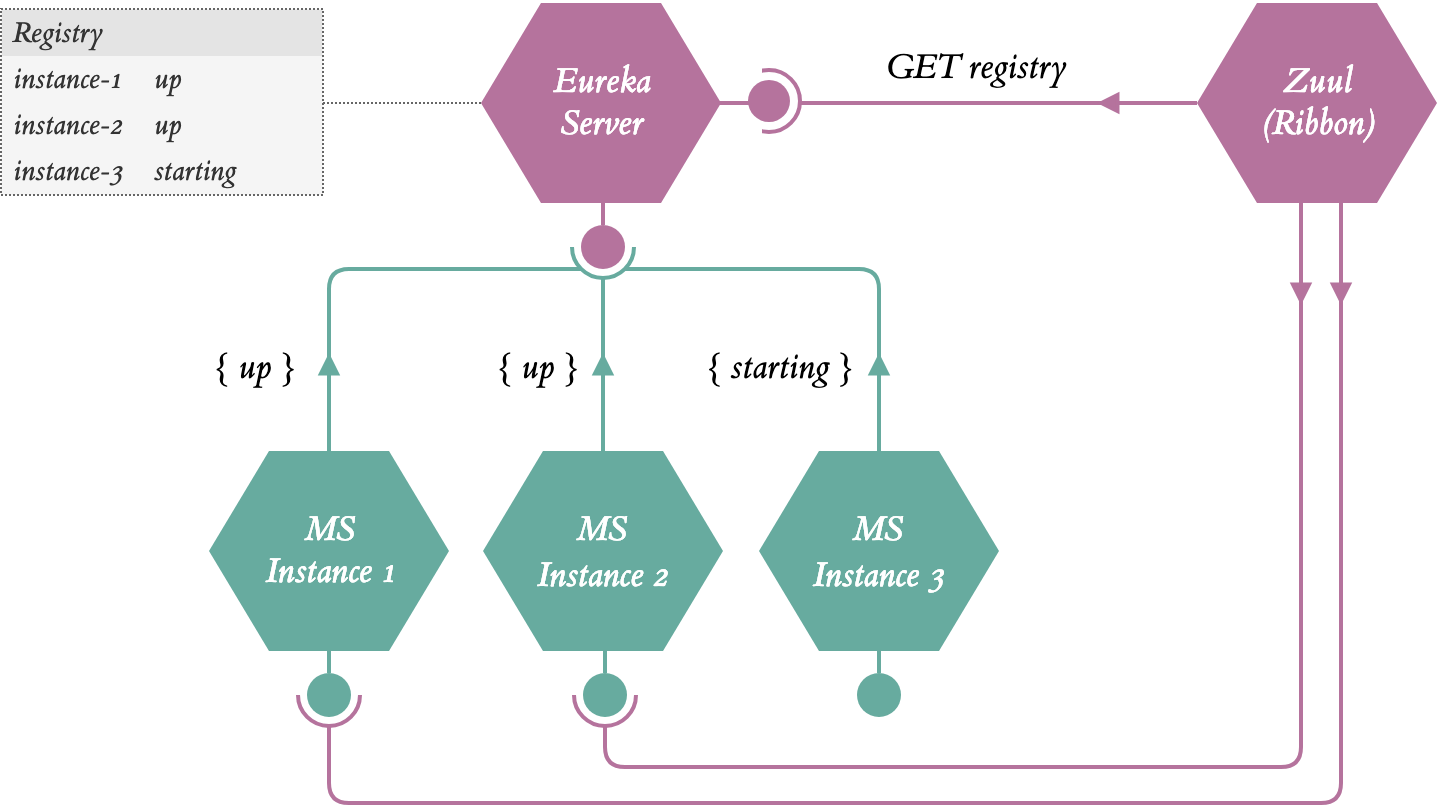 Registry
instance-1 up
instance-2 up
instance-3 starting
Eureka
Server
GET registry
Zuul
(Ribbon)
{ up }
{ up }
{ starting }
MS
Instance 1
MS
Instance 2
MS
Instance 3